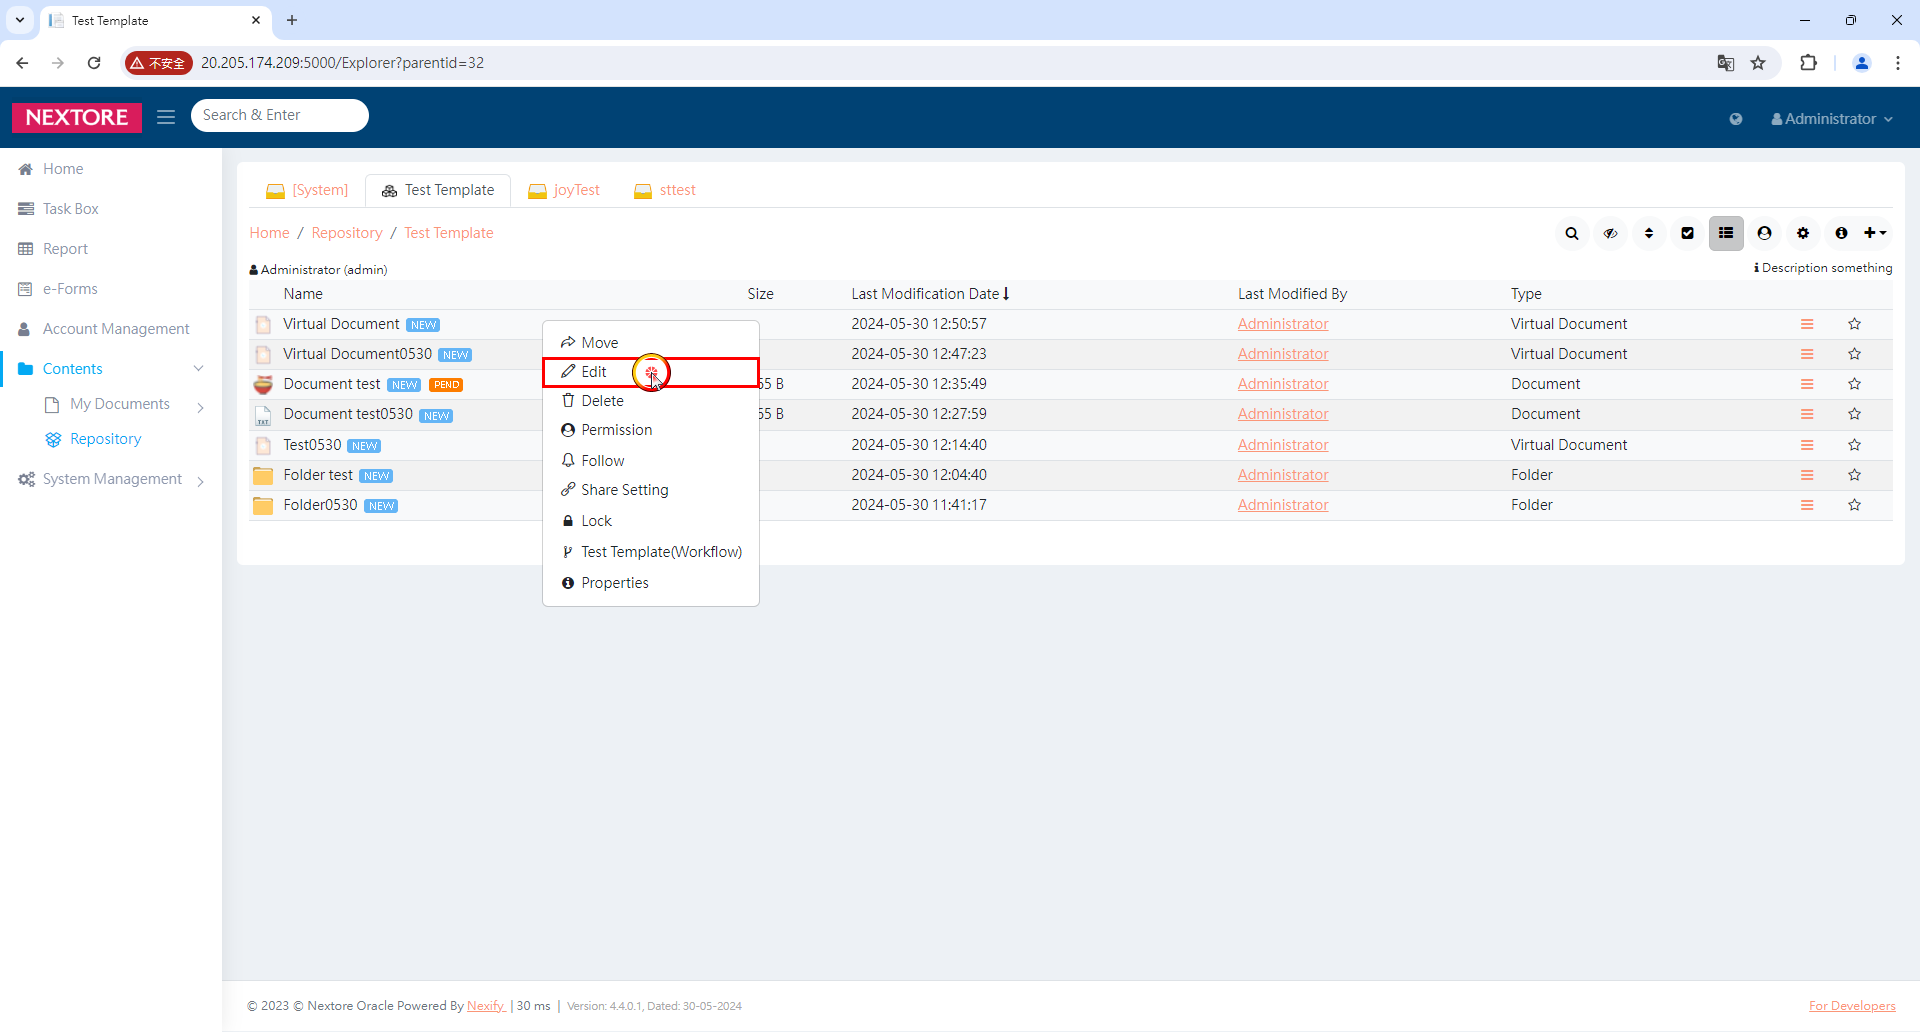 Test Template
不安全
20.205.174.209:5000/Explorer?parentid=32
NEXTORE
Search & Enter
Administrator
Home
Task Box
Report
e-Forms
Account Management
Contents
My Documents
Repository
System Management
[System]
Test Template
joyTest
sttest
Home / Repository / Test Template
Administrator (admin)
Description something
Name Size Last Modification Date Last Modified By Type
Virtual Document NEW 2024-05-30 12:50:57 Administrator Virtual Document
Virtual Document0530 NEW 2024-05-30 12:47:23 Administrator Virtual Document
Document test NEW PEND 55 B 2024-05-30 12:35:49 Administrator Document
TXT Document test0530 NEW 55 B 2024-05-30 12:27:59 Administrator Document
Test0530 NEW 2024-05-30 12:14:40 Administrator Virtual Document
Folder test NEW 2024-05-30 12:04:40 Administrator Folder
Folder0530 NEW 2024-05-30 11:41:17 Administrator Folder
Move
Edit
Delete
Permission
Follow
Share Setting
Lock
Test Template(Workflow)
Properties
© 2023 © Nextore Oracle Powered By Nexify | 30 ms | Version: 4.4.0.1, Dated: 30-05-2024
For Developers